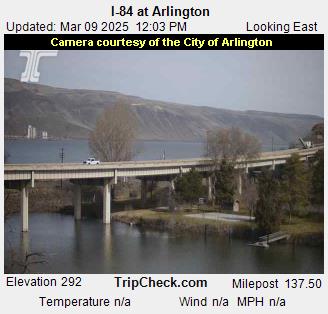 I-84 at Arlington
Updated: Mar 09 2025 12:03 PM Looking East
Camera courtesy of the City of Arlington
Elevation 292 TripCheck.com Milepost 137.50
Temperature n/a Wind n/a MPH n/a